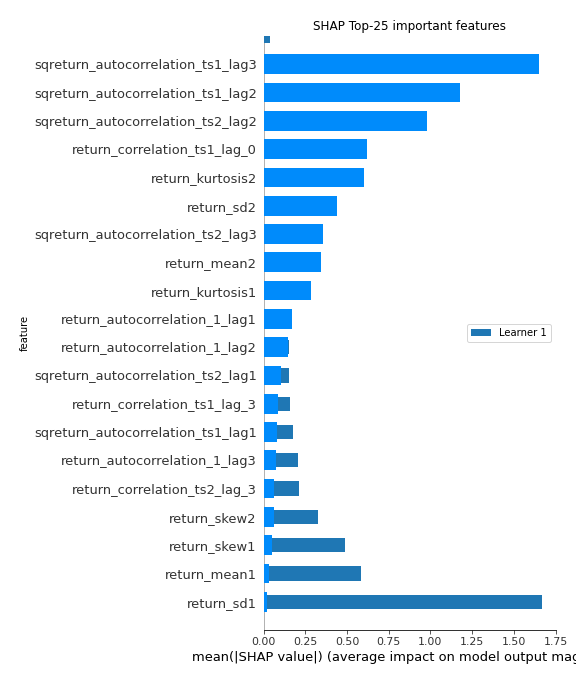 SHAP Top-25 important features
sqreturn_autocorrelation_ts1_lag3
sqreturn_autocorrelation_ts1_lag2
sqreturn_autocorrelation_ts2_lag2
return_correlation_ts1_lag_0
return_kurtosis2
return_sd2
sqreturn_autocorrelation_ts2_lag3
return_mean2
return_kurtosis1
return_autocorrelation_1_lag1
feature
Learner 1
return_autocorrelation_1_lag2
sqreturn_autocorrelation_ts2_lag1
return_correlation_ts1_lag_3
sqreturn_autocorrelation_ts1_lag1
return_autocorrelation_1_lag3
return_correlation_ts2_lag_3
return_skew2
return_skew1
return_mean1
return_sd1
0.00 0.25 0.50 0.75 1.00 1.25 1.50 1.75
mean(|SHAP value|) (average impact on model output mag